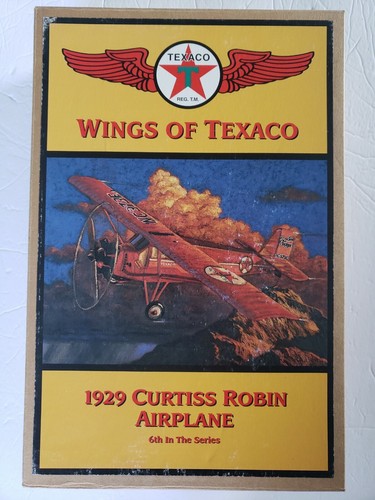 TEXACO
T
REG. T.M.
WINGS OF TEXACO
1929 CURTISS ROBIN
AIRPLANE
6th In The Series